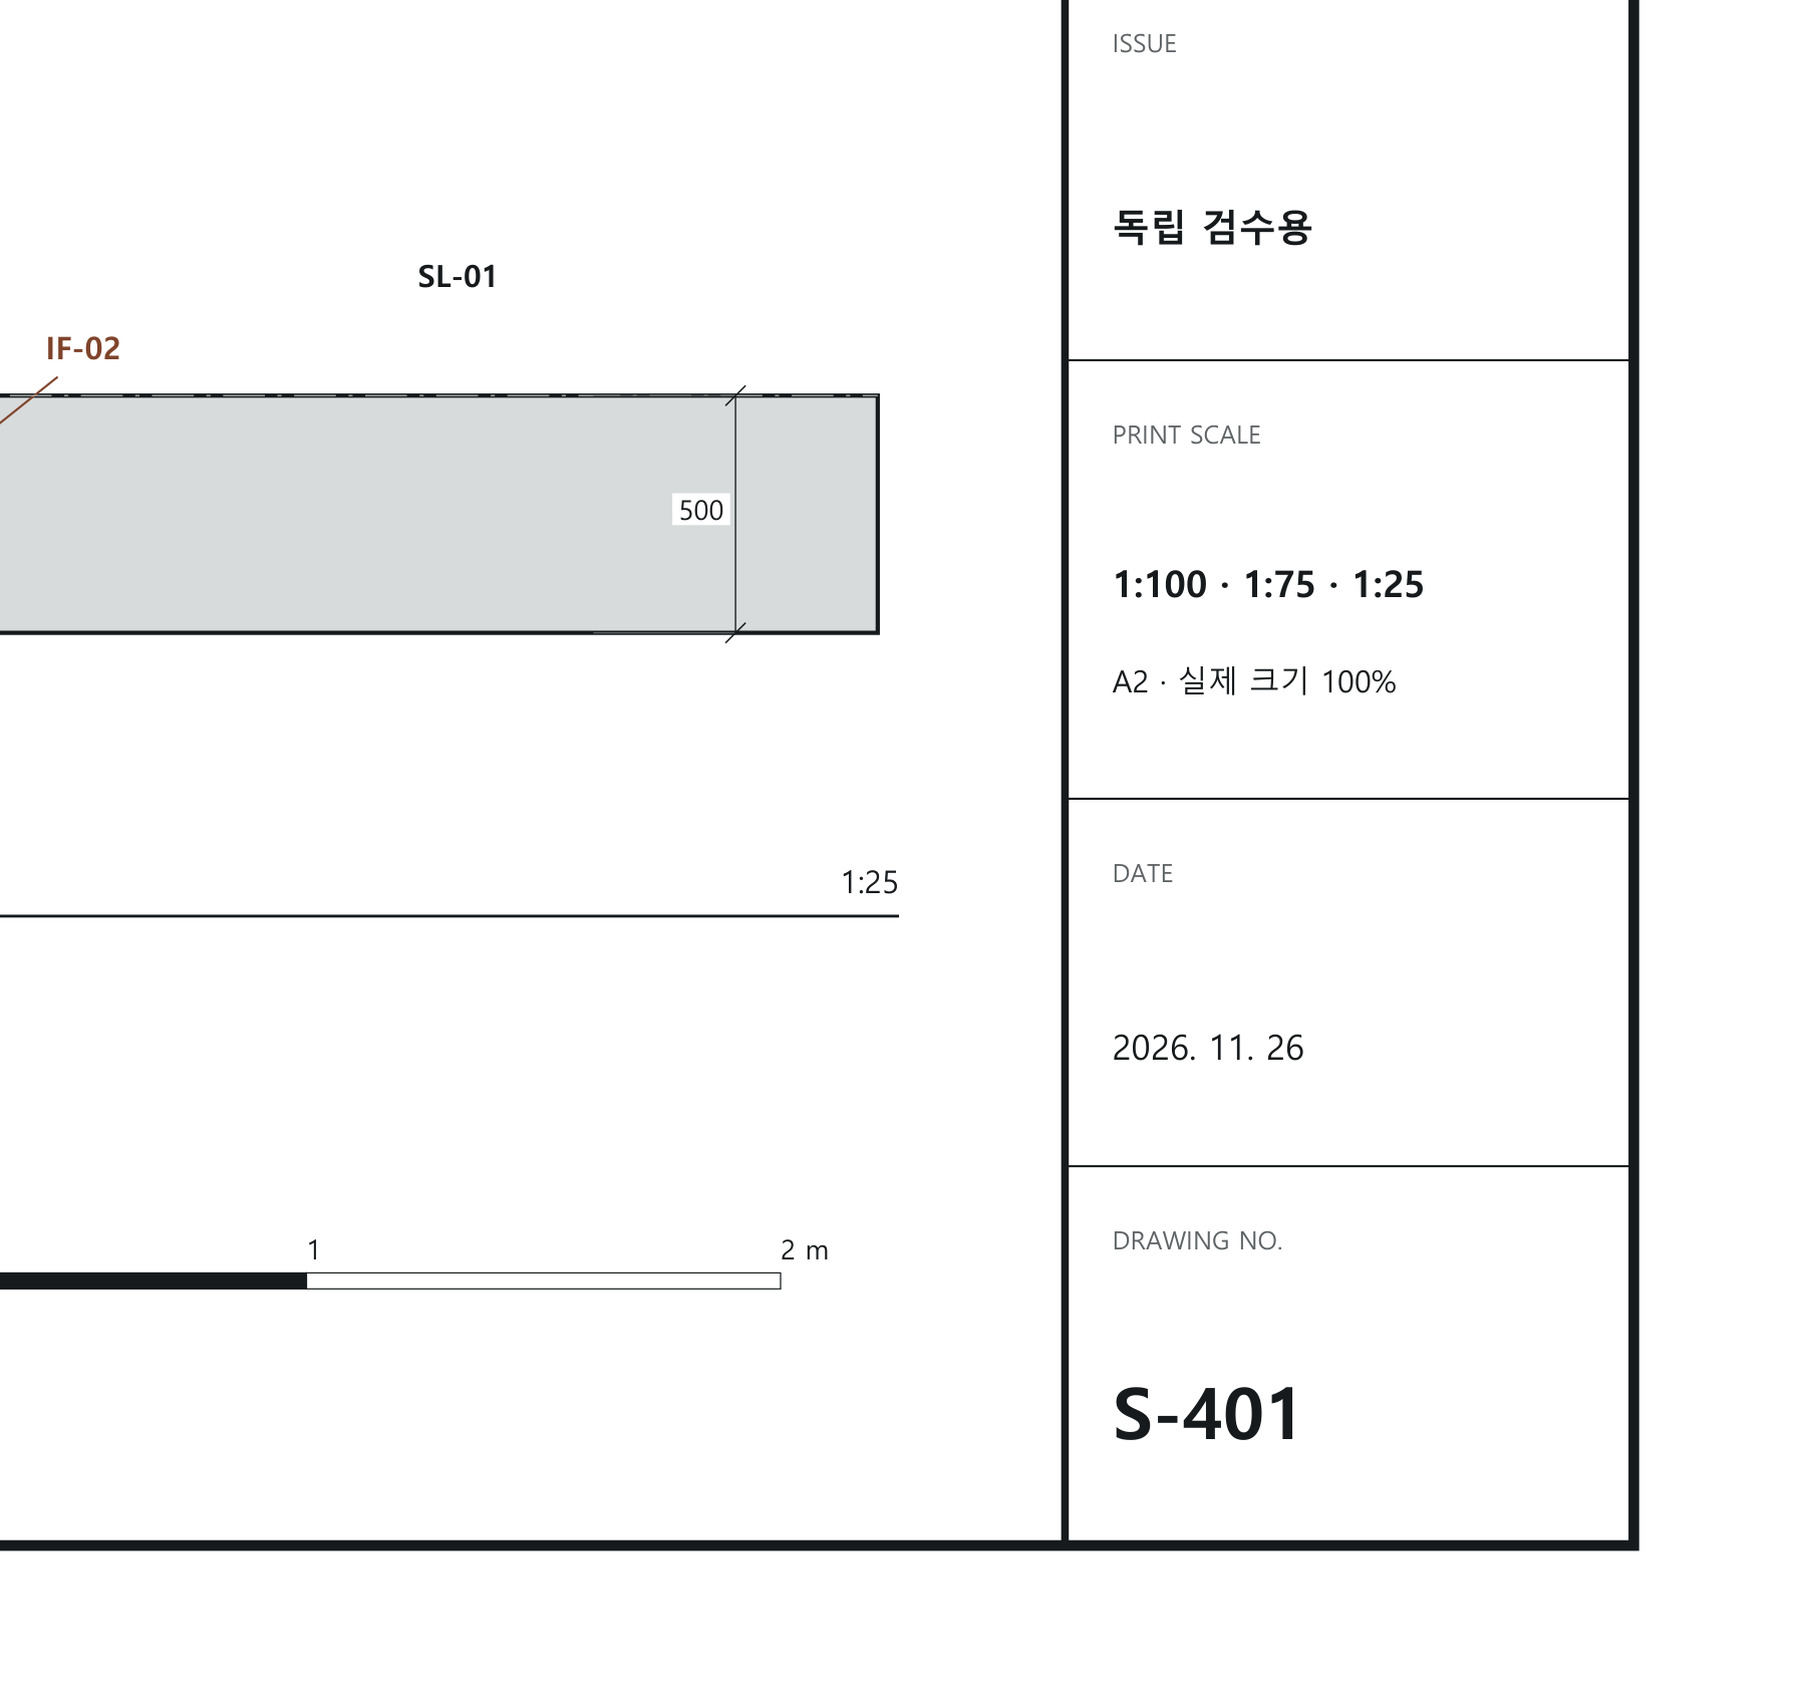 SL-01
IF-02
500
1:25
1
2 m
ISSUE
독립 검수용
PRINT SCALE
1:100 · 1:75 · 1:25
A2 · 실제 크기 100%
DATE
2026. 11. 26
DRAWING NO.
S-401